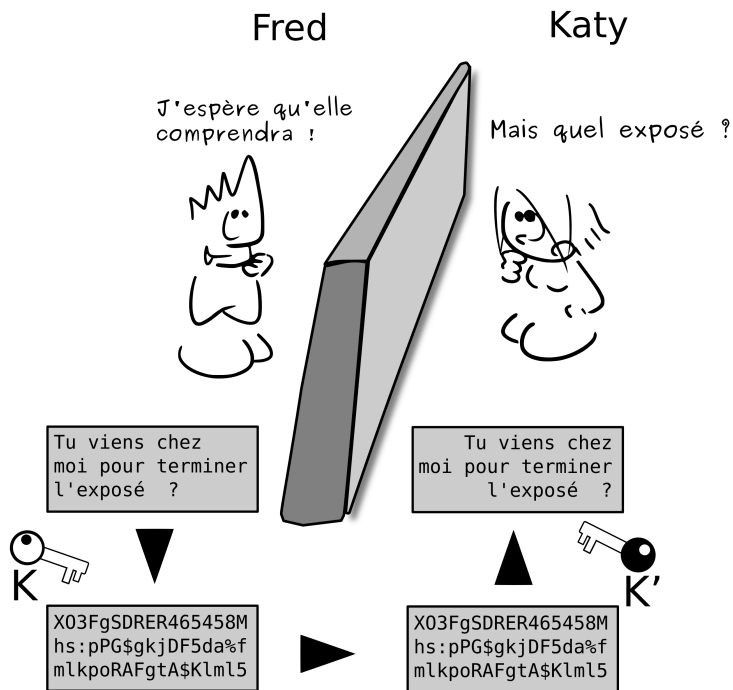 Fred
Katy
J'espère qu'elle
comprendra !
Mais quel exposé ?
Tu viens chez
moi pour terminer
l'exposé ?
Tu viens chez
moi pour terminer
l'exposé ?
K
K’
XO3FgSDRER465458M
hs:pPG$gkjDF5da%f
mlkpoRAFgtA$Klml5
XO3FgSDRER465458M
hs:pPG$gkjDF5da%f
mlkpoRAFgtA$Klml5